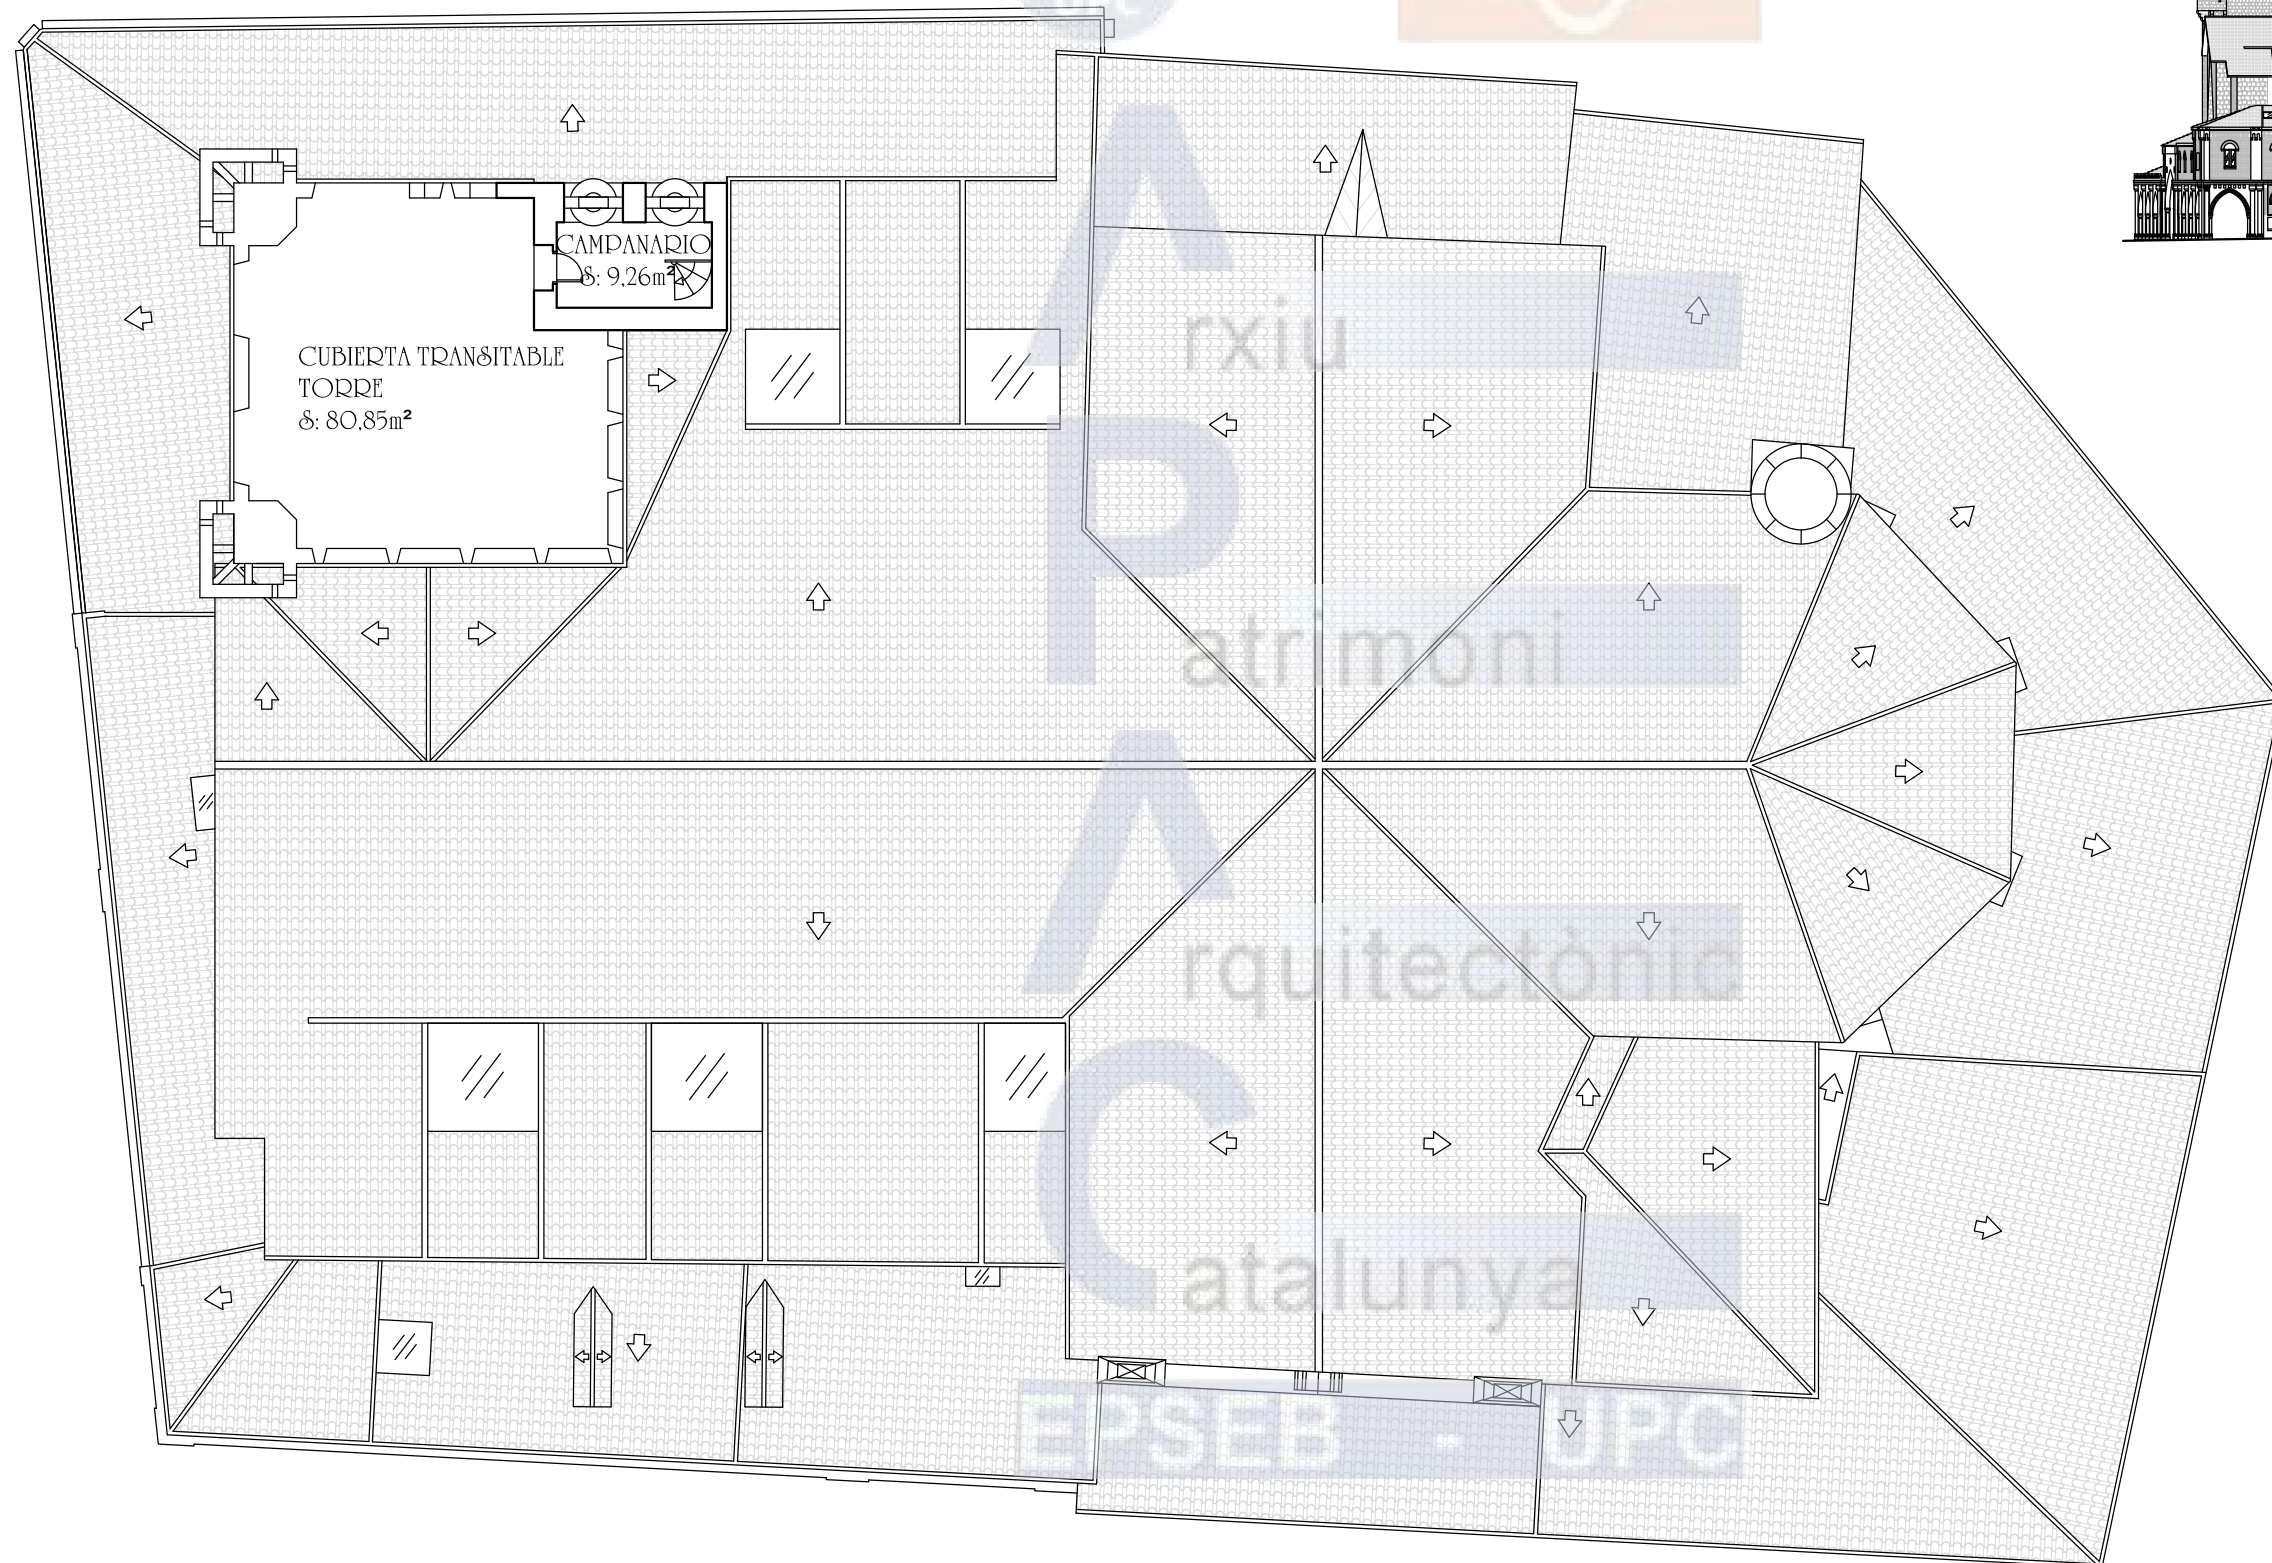 CAMPANARIO
S: 9,26m²
CUBIERTA TRANSITABLE
TORRE
S: 80,85m²
Arxiu
Patrimoni
Arquitectònic
Catalunya
EPSEB - UPC